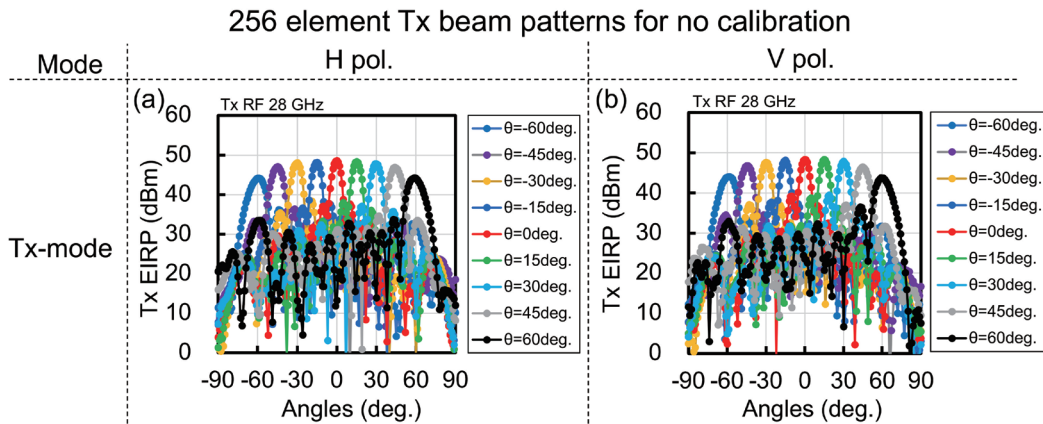 256 element Tx beam patterns for no calibration
Mode
H pol.
V pol.
Tx-mode
(a)
Tx RF 28 GHz
Tx EIRP (dBm)
60
50
40
30
20
10
0
-90 -60 -30 0 30 60 90
Angles (deg.)
θ=-60deg.
θ=-45deg.
θ=-30deg.
θ=-15deg.
θ=0deg.
θ=15deg.
θ=30deg.
θ=45deg.
θ=60deg.
(b)
Tx RF 28 GHz
Tx EIRP (dBm)
60
50
40
30
20
10
0
-90 -60 -30 0 30 60 90
Angles (deg.)
θ=-60deg.
θ=-45deg.
θ=-30deg.
θ=-15deg.
θ=0deg.
θ=15deg.
θ=30deg.
θ=45deg.
θ=60deg.